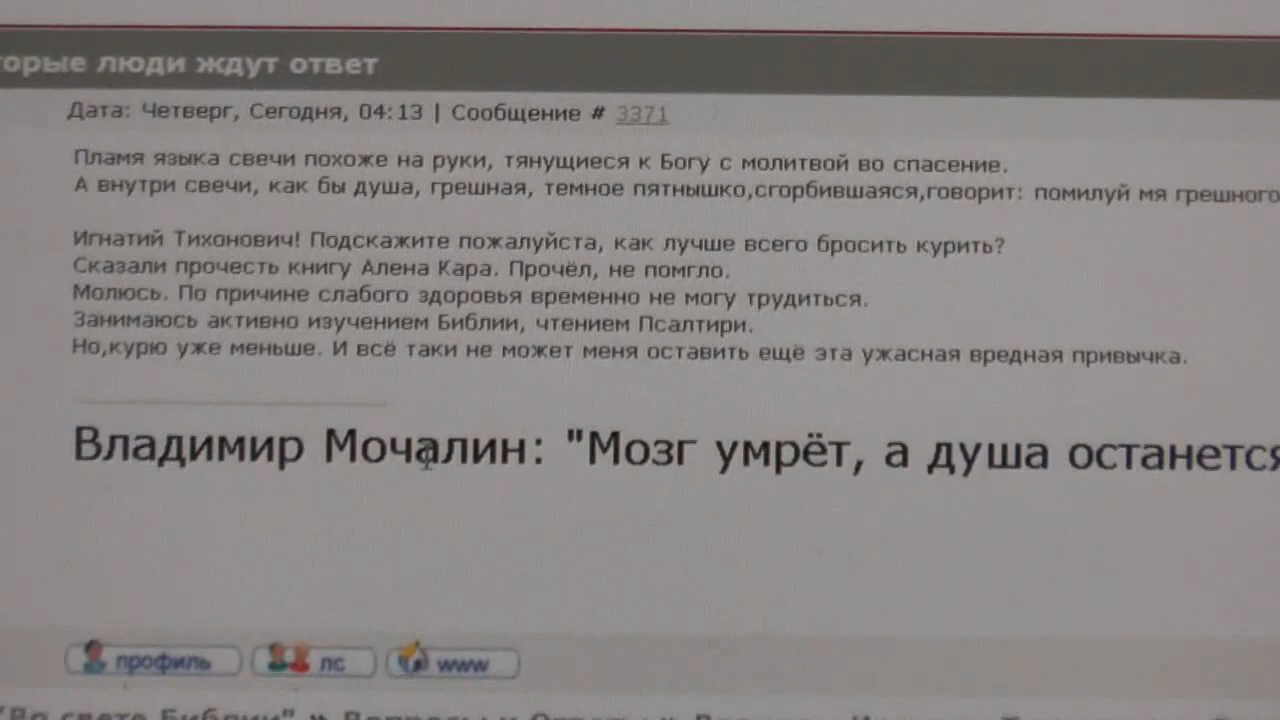 люди ждут ответ
Дата: Четверг, Сегодня, 04:13 | Сообщение # 3371
Пламя языка свечи похоже на руки, тянущиеся к Богу с молитвой во спасение.
А внутри свечи, как бы душа, грешная, темное пятнышко,сгорбившаяся,говорит: помилуй мя грешного
Игнатий Тихонович! Подскажите пожалуйста, как лучше всего бросить курить?
Сказали прочесть книгу Алена Кара. Прочёл, не помгло.
Молюсь. По причине слабого здоровья временно не могу трудиться.
Занимаюсь активно изучением Библии, чтением Псалтири.
Но,курю уже меньше. И всё таки не может меня оставить ещё эта ужасная вредная привычка.
Владимир Мочалин: "Мозг умрёт, а душа останется
профиль лс www
"Во свете Библии" »